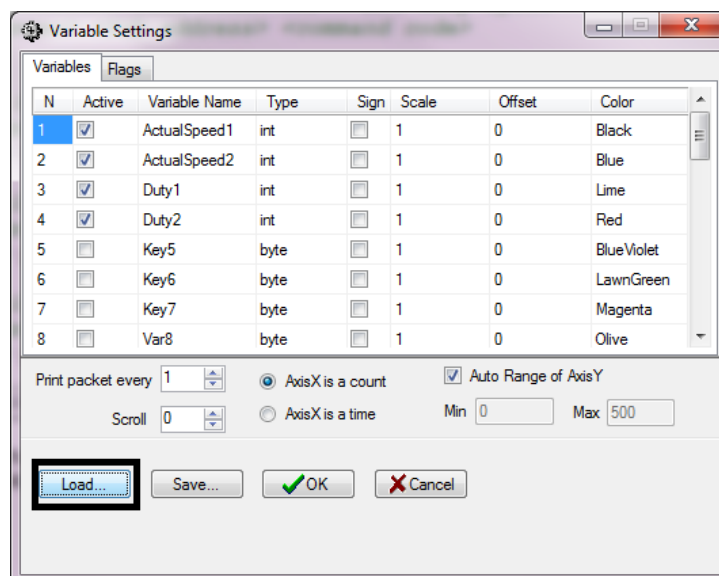 Variable Settings
Variables Flags
N Active Variable Name Type Sign Scale Offset Color
1 ActualSpeed1 int 1 0 Black
2 ActualSpeed2 int 1 0 Blue
3 Duty1 int 1 0 Lime
4 Duty2 int 1 0 Red
5 Key5 byte 1 0 BlueViolet
6 Key6 byte 1 0 LawnGreen
7 Key7 byte 1 0 Magenta
8 Var8 byte 1 0 Olive
Print packet every 1 AxisX is a count Auto Range of AxisY
Scroll 0 AxisX is a time Min 0 Max 500
Load... Save... OK Cancel